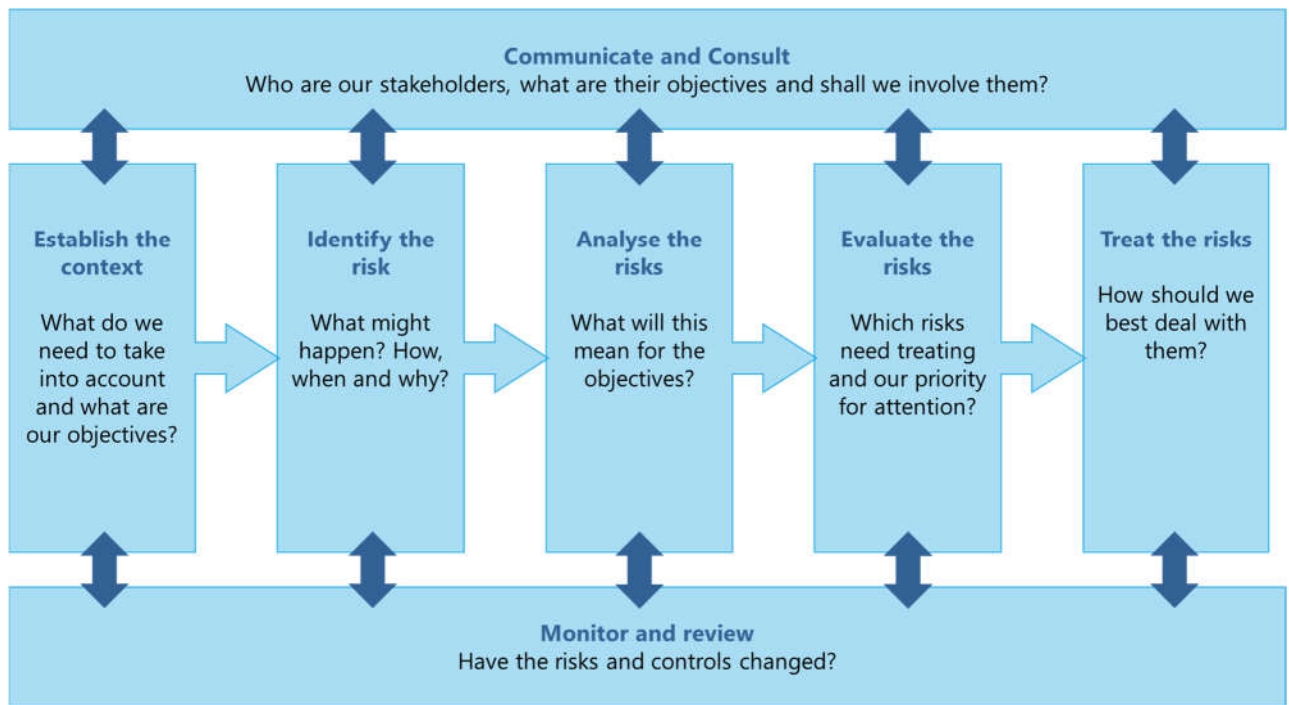 Communicate and Consult
Who are our stakeholders, what are their objectives and shall we involve them?
Establish the
context
What do we
need to take
into account
and what are
our objectives?
Identify the
risk
What might
happen? How,
when and why?
Analyse the
risks
What will this
mean for the
objectives?
Evaluate the
risks
Which risks
need treating
and our priority
for attention?
Treat the risks
How should we
best deal with
them?
Monitor and review
Have the risks and controls changed?